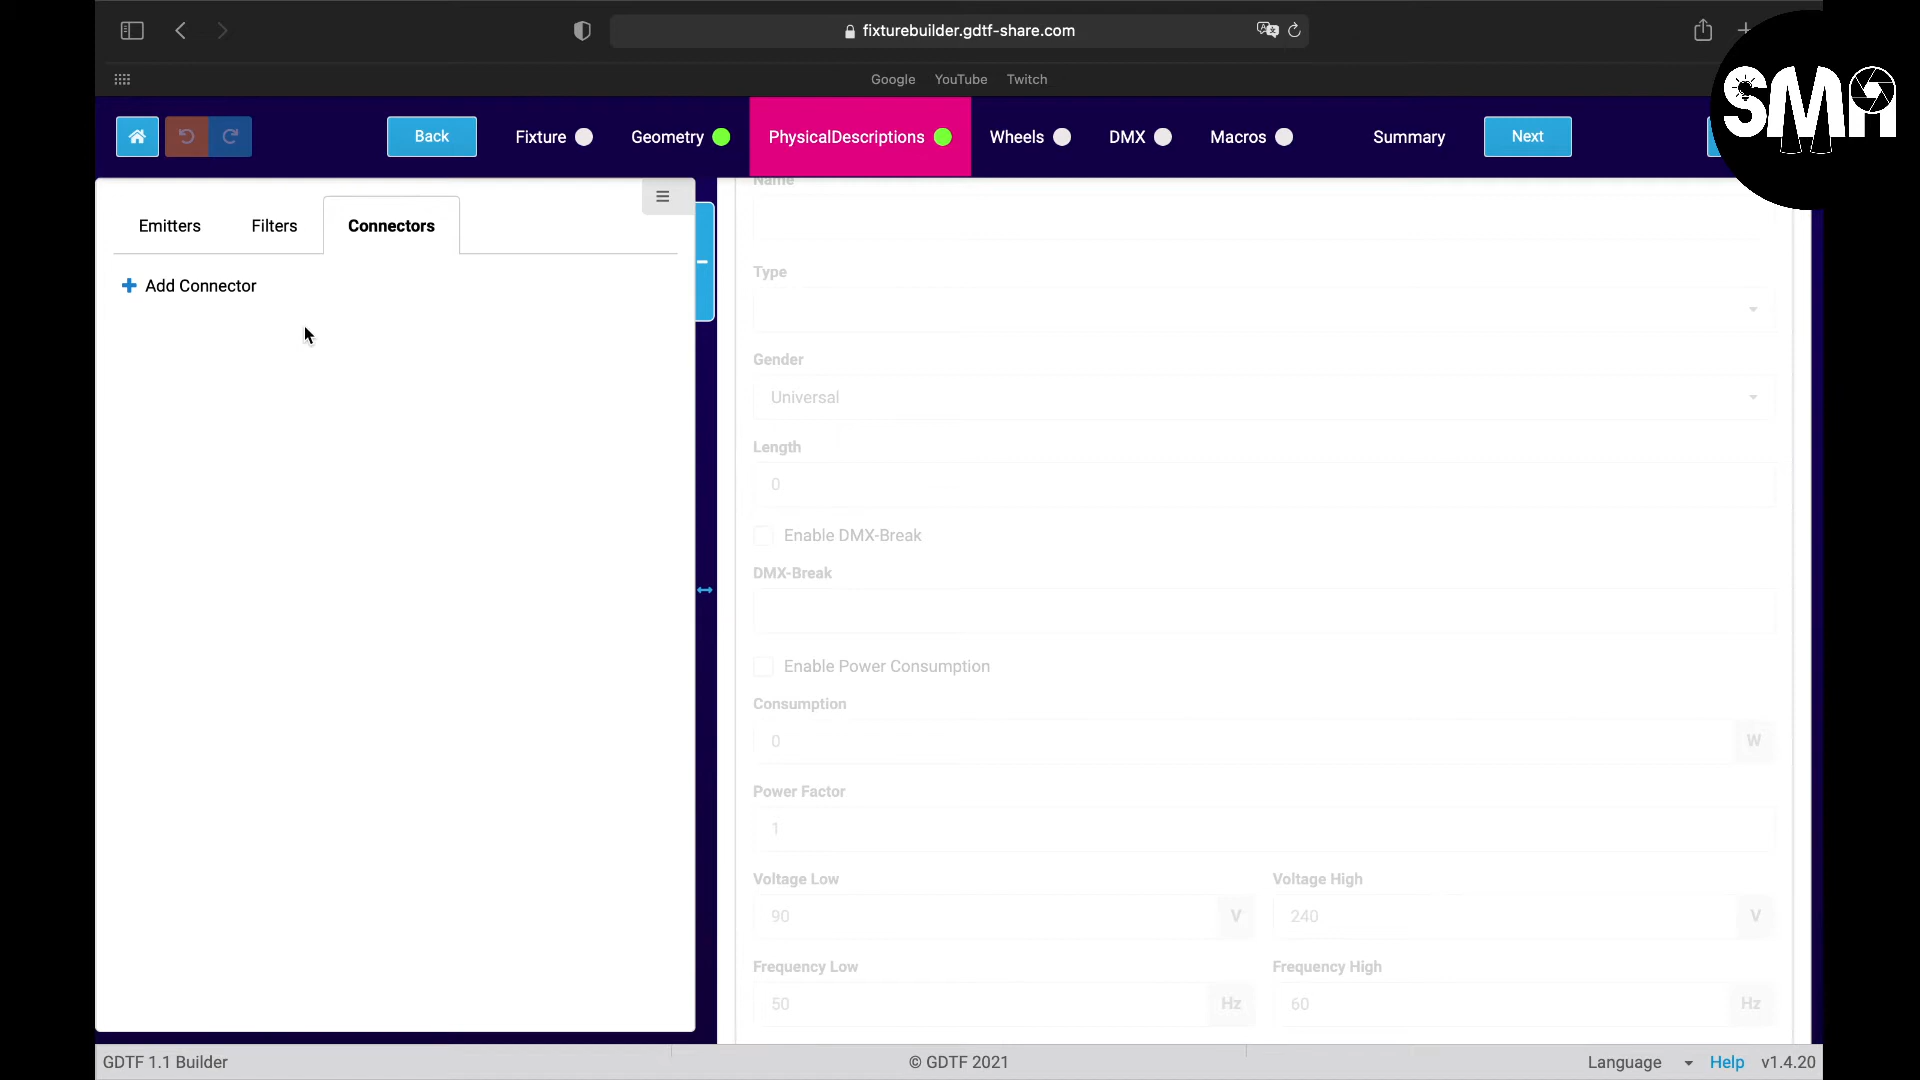 fixturebuilder.gdtf-share.com
Google YouTube Twitch
SMH
Back Fixture Geometry PhysicalDescriptions Wheels DMX Macros Summary Next
Emitters Filters Connectors
Add Connector
Name
Type
Gender
Universal
Length
0
Enable DMX-Break
DMX-Break
Enable Power Consumption
Consumption
0 W
Power Factor
1
Voltage Low Voltage High
90 V 240 V
Frequency Low Frequency High
50 Hz 60 Hz
GDTF 1.1 Builder © GDTF 2021 Language Help v1.4.20